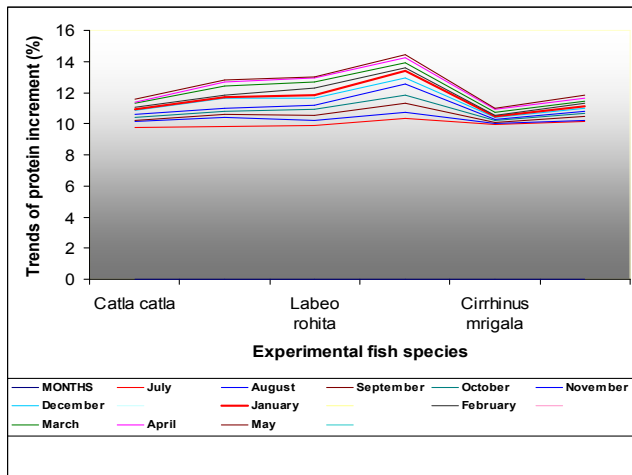 Trends of protein increment (%)
16
14
12
10
8
6
4
2
0
Catla catla
Labeo
rohita
Cirrhinus
mrigala
Experimental fish species
MONTHS July August September October November
December January February
March April May